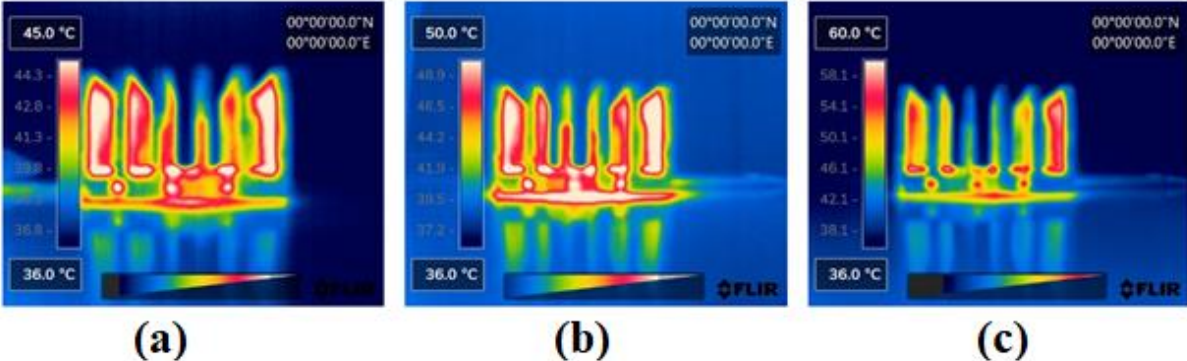 45.0 °C
00°00'00.0"N
00°00'00.0"E
44.3
42.8
41.3
39.8
36.8
36.0 °C
FLIR
(a)
50.0 °C
00°00'00.0"N
00°00'00.0"E
48.9
46.5
44.2
41.9
39.5
37.2
36.0 °C
FLIR
(b)
60.0 °C
00°00'00.0"N
00°00'00.0"E
58.1
54.1
50.1
46.1
42.1
38.1
36.0 °C
FLIR
(c)